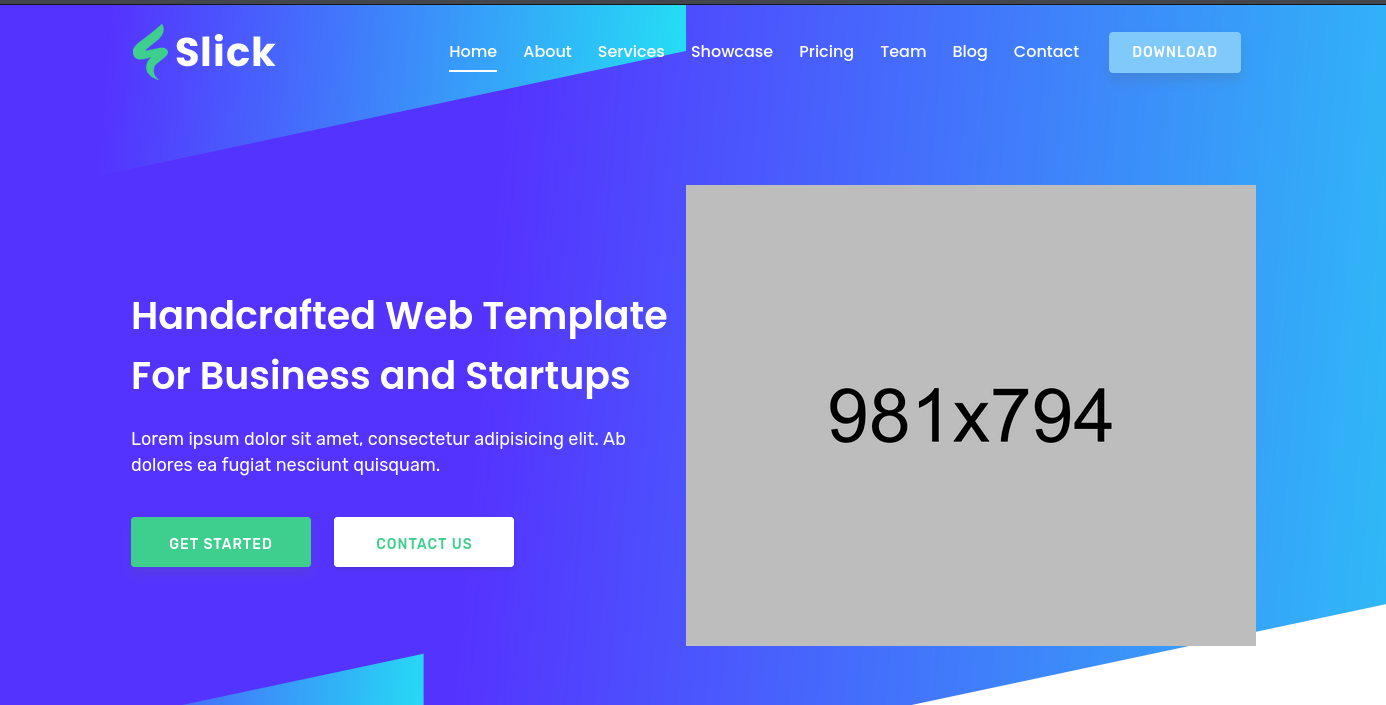 Slick
Home About Services Showcase Pricing Team Blog Contact DOWNLOAD
Handcrafted Web Template
For Business and Startups
Lorem ipsum dolor sit amet, consectetur adipisicing elit. Ab
dolores ea fugiat nesciunt quisquam.
GET STARTED CONTACT US
981x794